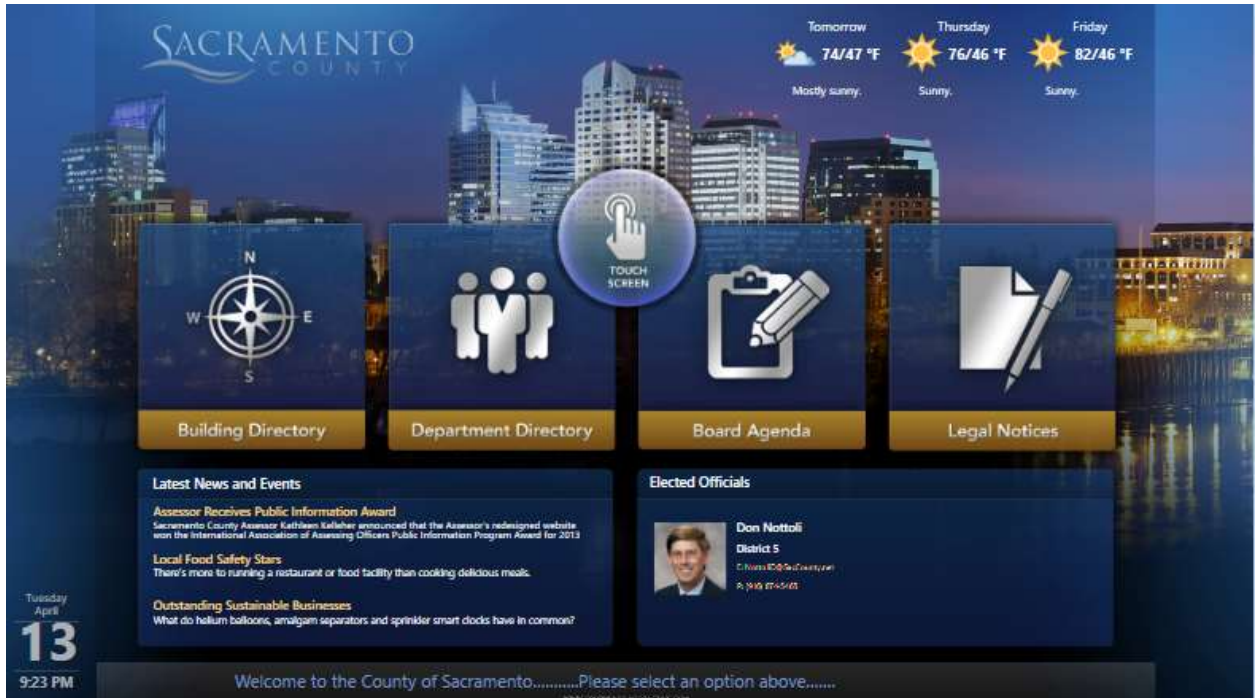 SACRAMENTO
COUNTY
Tomorrow
74/47 °F
Mostly sunny.
Thursday
76/46 °F
Sunny.
Friday
82/46 °F
Sunny.
TOUCH
SCREEN
N
W
E
S
Building Directory
Department Directory
Board Agenda
Legal Notices
Latest News and Events
Assessor Receives Public Information Award
Sacramento County Assessor Kathleen Kelleher announced that the Assessor's redesigned website
won the International Association of Assessing Officers Public Information Program Award for 2013
Local Food Safety Stars
There's more to running a restaurant or food facility than cooking delicious meals.
Outstanding Sustainable Businesses
What do helium balloons, amalgam separators and sprinkler smart clocks have in common?
Elected Officials
Don Nottoli
District 5
Tuesday
April
13
9:23 PM
Welcome to the County of Sacramento..........Please select an option above.......